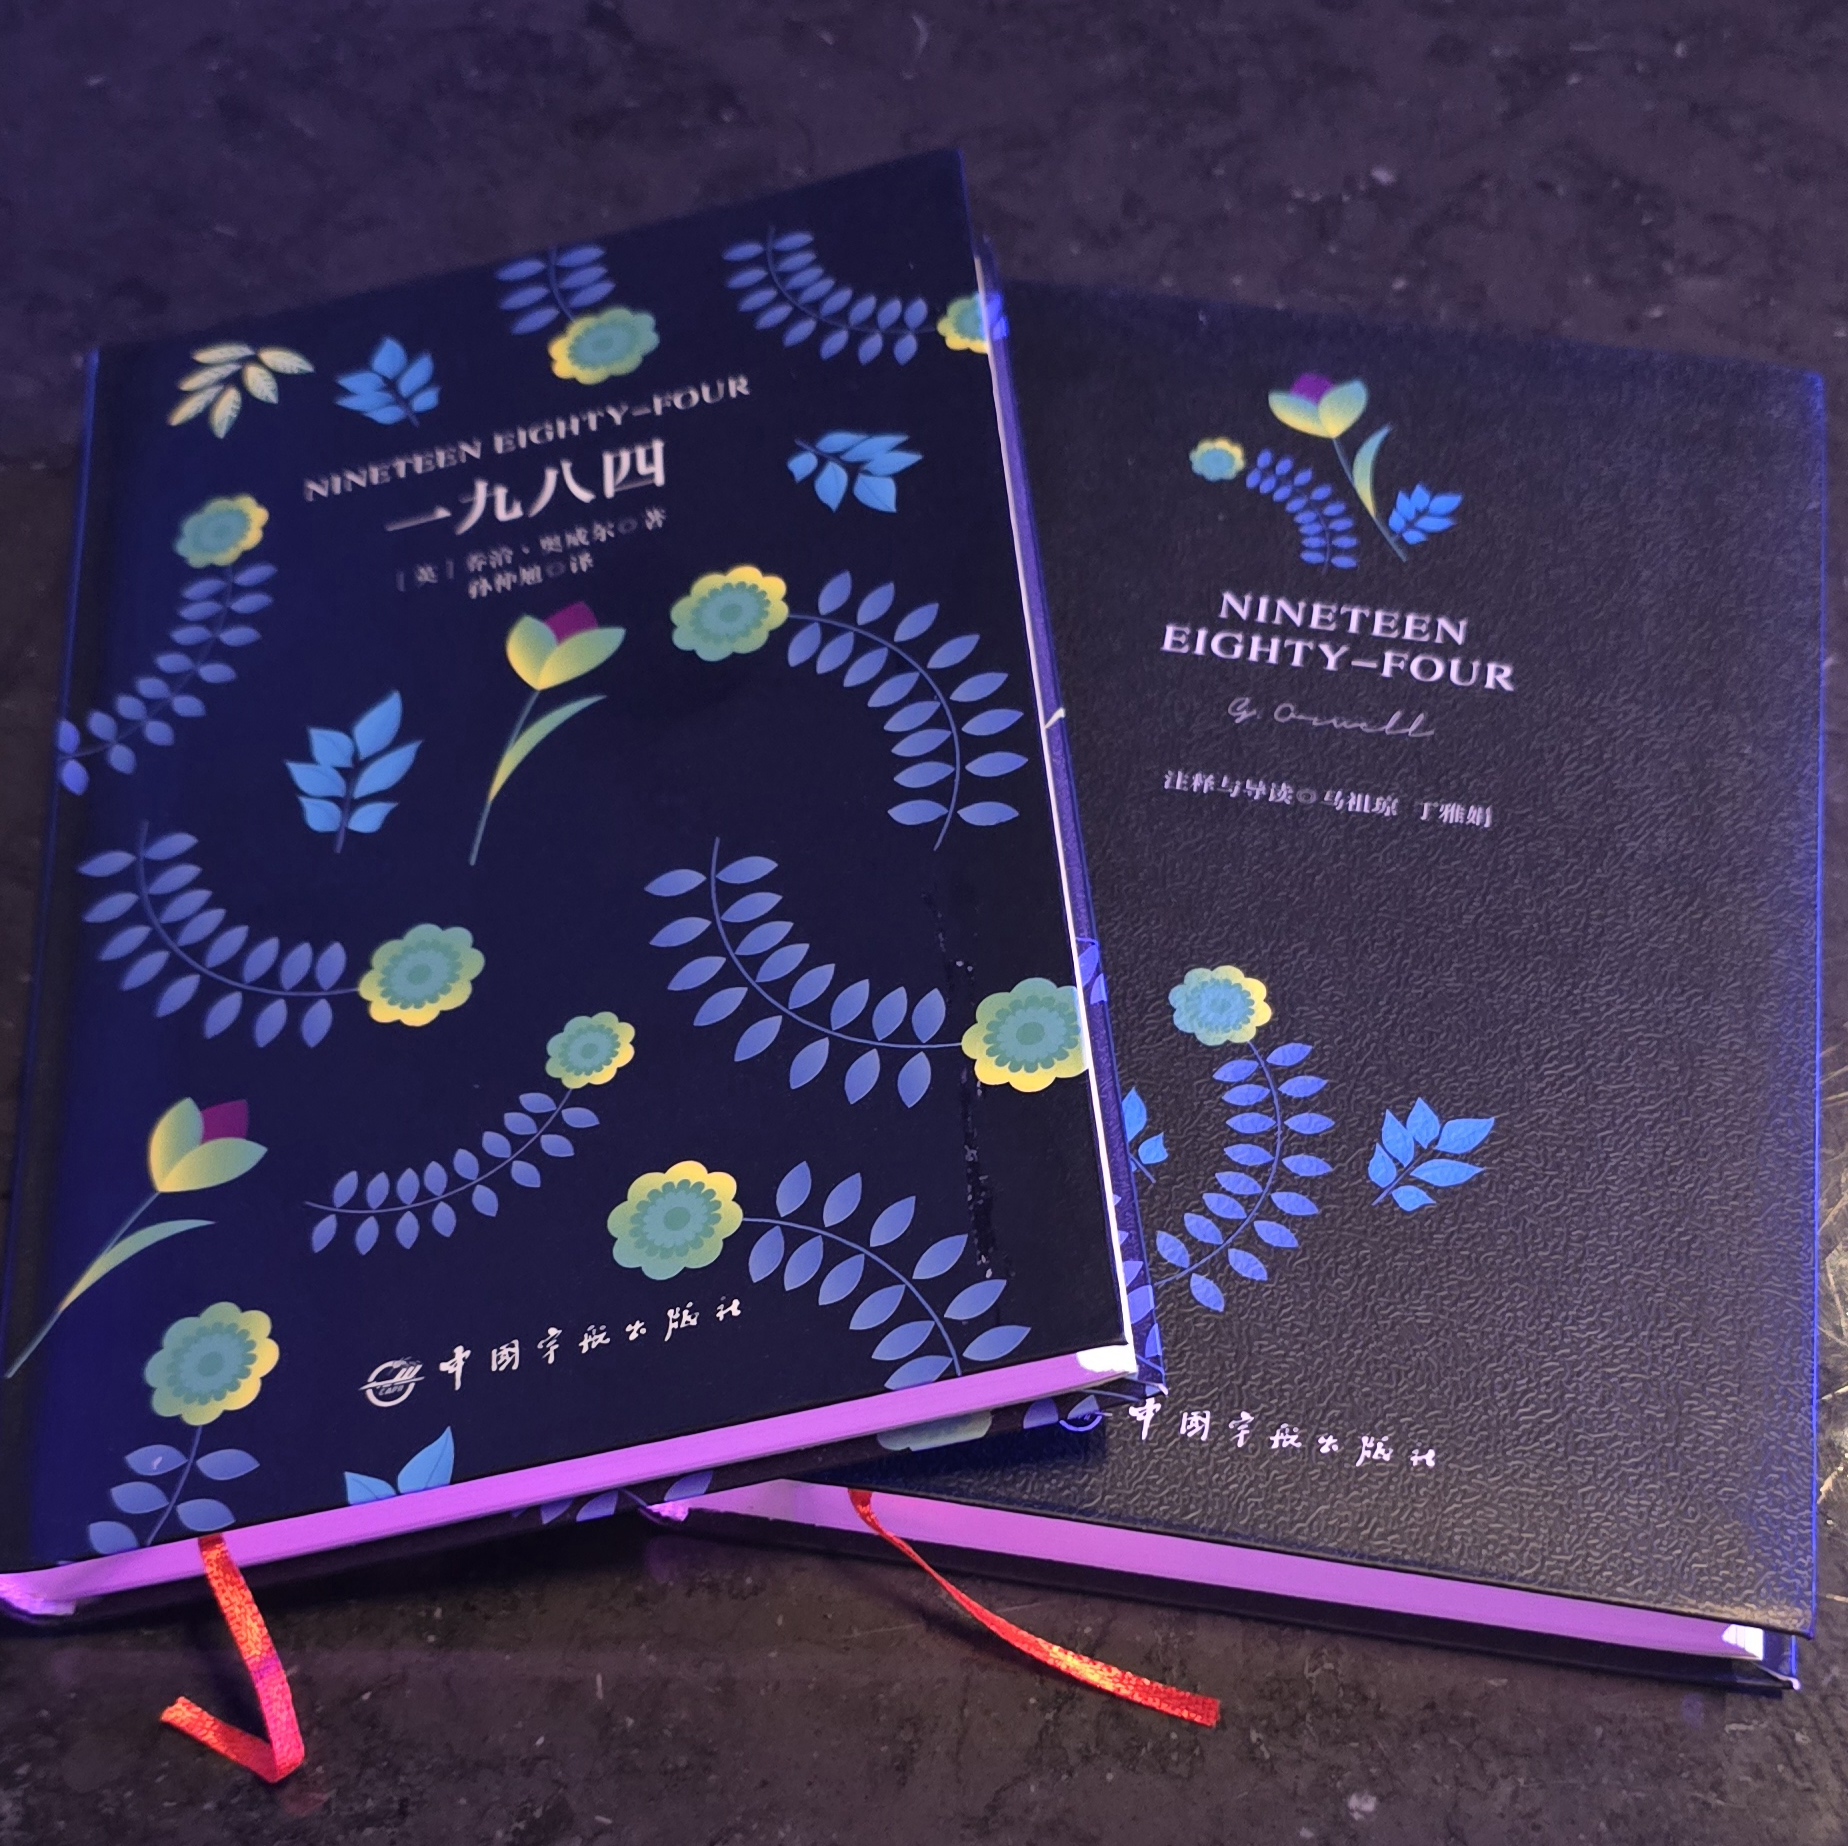 NINETEEN EIGHTY-FOUR
一九八四
[英] 乔治·奥威尔◎著
孙仲旭◎译
CAPH
中国宇航出版社
NINETEEN
EIGHTY-FOUR
G. Orwell
注释与导读◎马祖琼 丁雅娟
中國宇航出版社